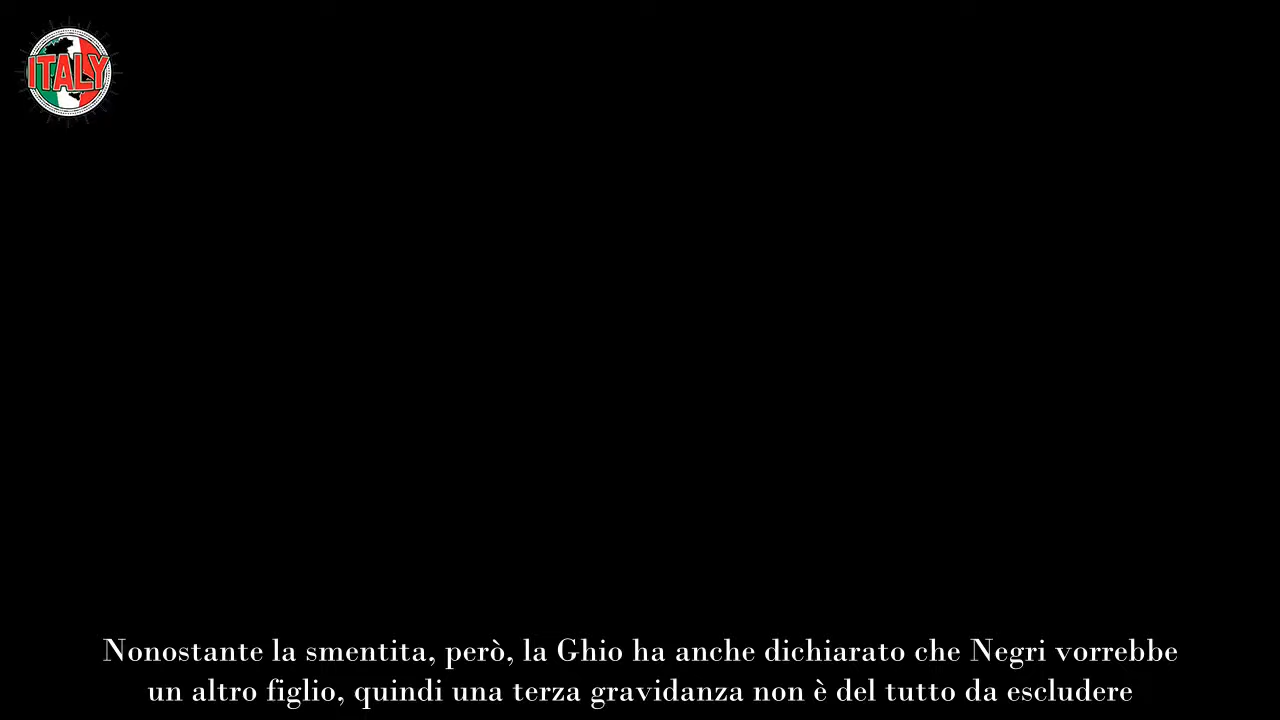 ITALY
Nonostante la smentita, però, la Ghio ha anche dichiarato che Negri vorrebbe
un altro figlio, quindi una terza gravidanza non è del tutto da escludere